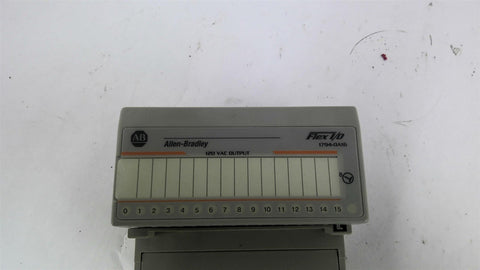 AB
Allen-Bradley
Flex I/O
1794-OA16
120 VAC OUTPUT
0 1 2 3 4 5 6 7 8 9 10 11 12 13 14 15